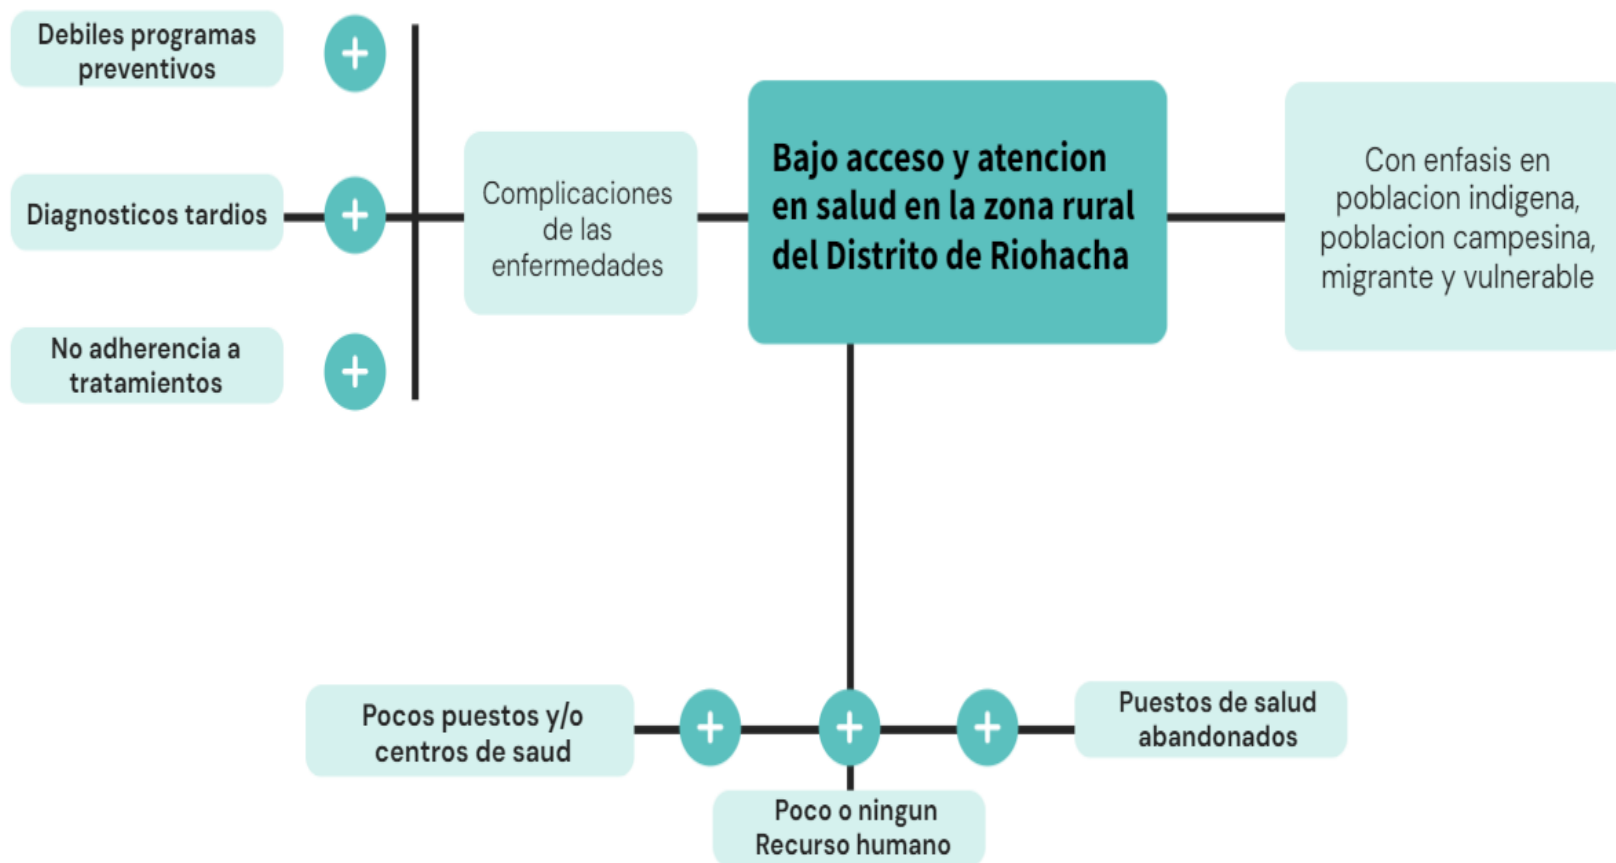 Debiles programas
preventivos
Diagnosticos tardios
No adherencia a
tratamientos
Complicaciones
de las
enfermedades
Bajo acceso y atencion
en salud en la zona rural
del Distrito de Riohacha
Con enfasis en
poblacion indigena,
poblacion campesina,
migrante y vulnerable
Pocos puestos y/o
centros de saud
Poco o ningun
Recurso humano
Puestos de salud
abandonados